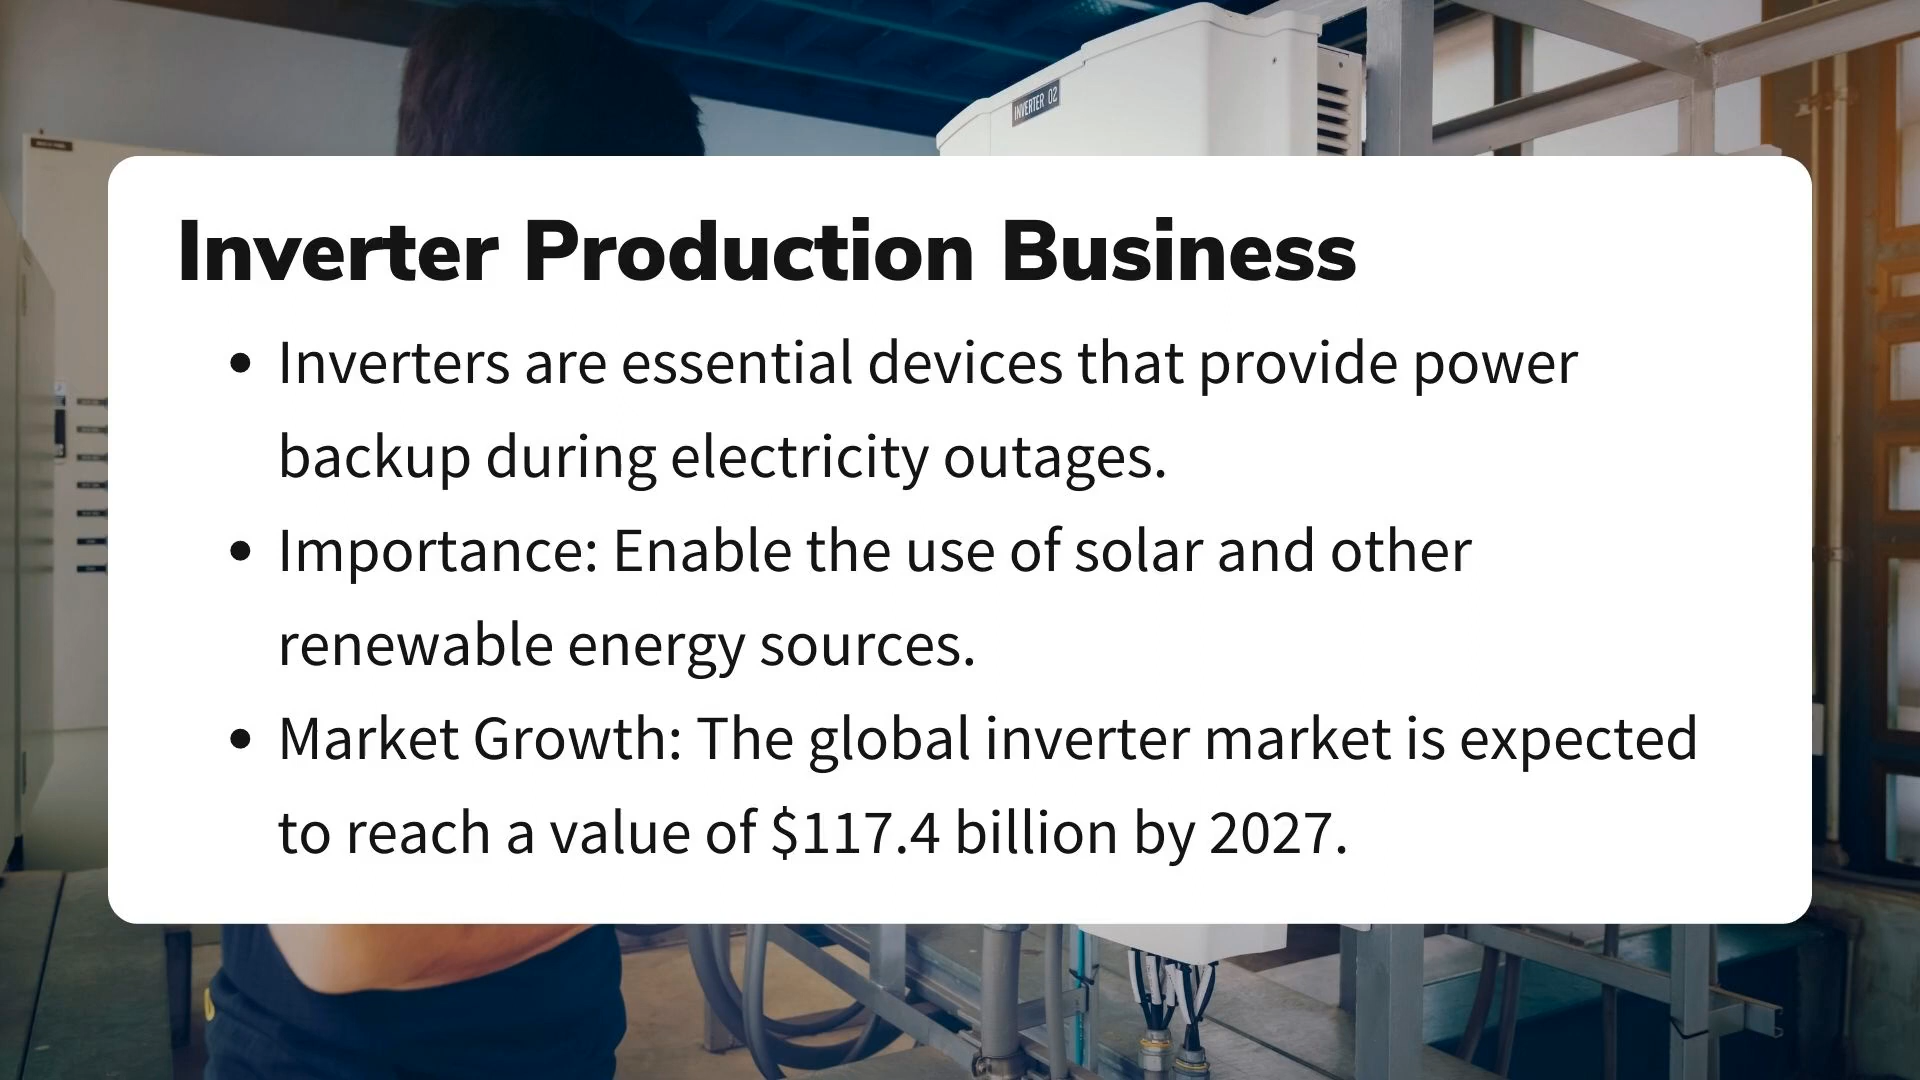 INVERTER 02
Inverter Production Business
• Inverters are essential devices that provide power
backup during electricity outages.
• Importance: Enable the use of solar and other
renewable energy sources.
• Market Growth: The global inverter market is expected
to reach a value of $117.4 billion by 2027.